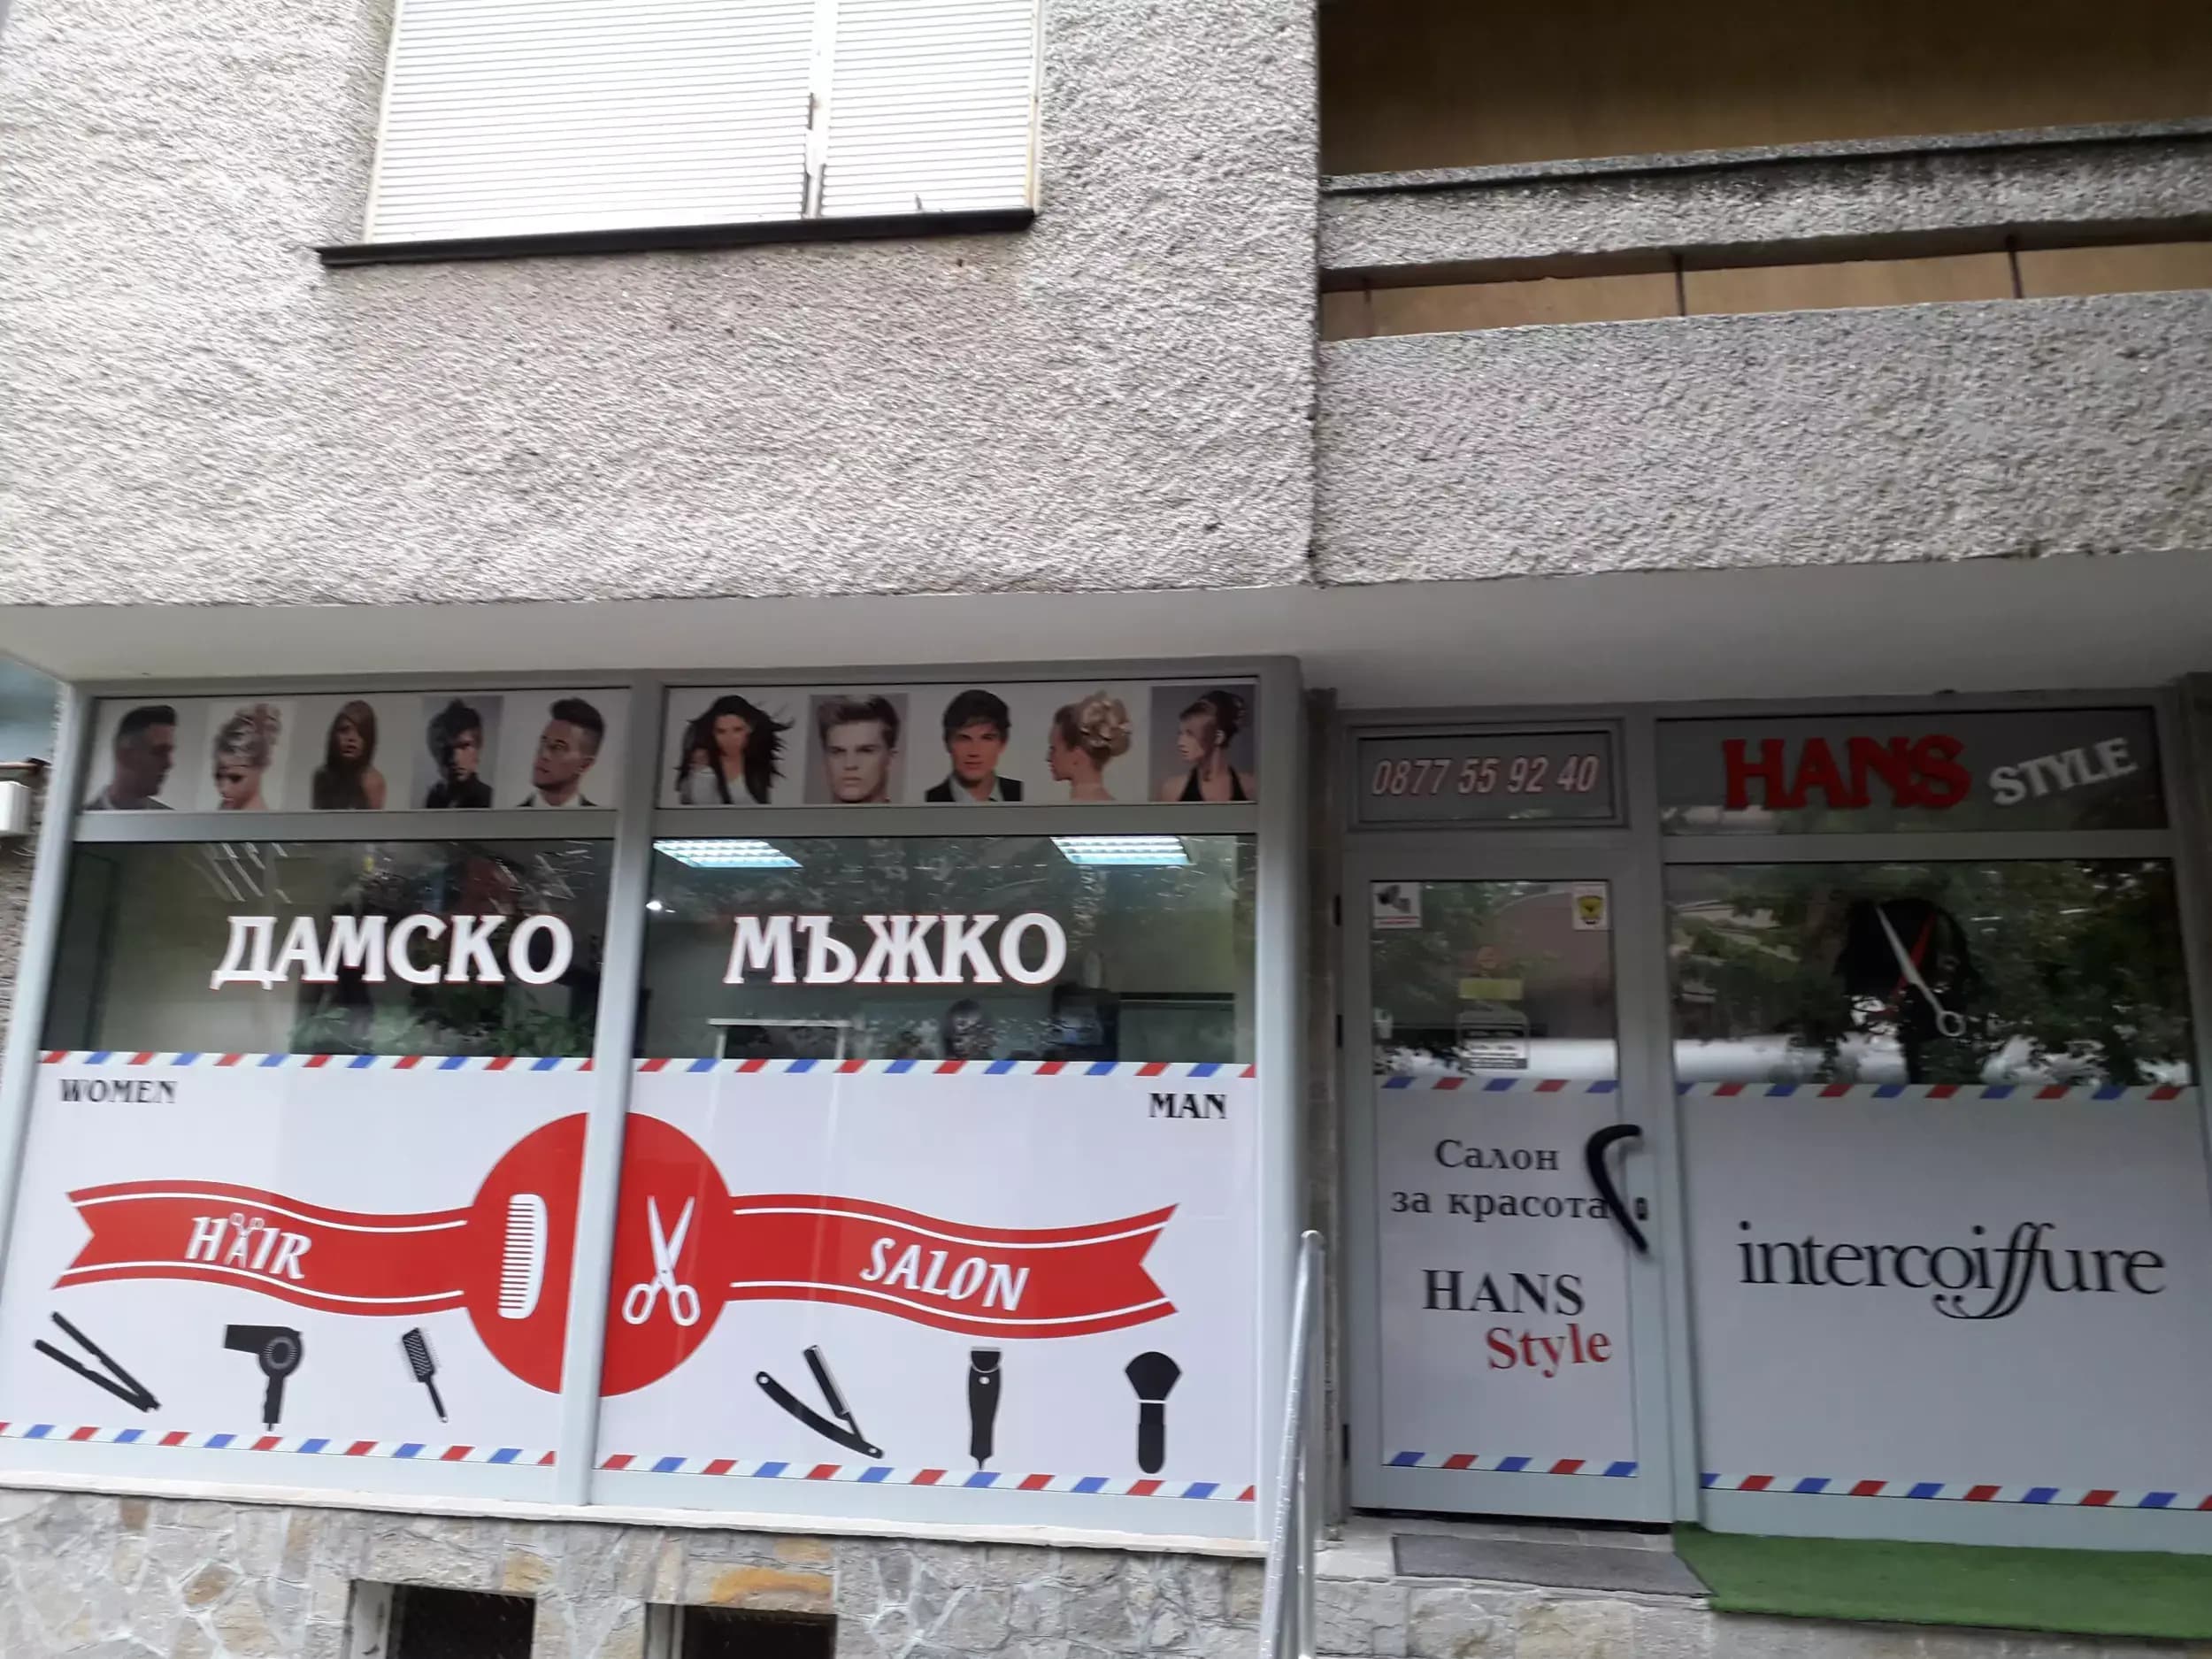 0877 55 92 40
HANS STYLE
ДАМСКО
МЪЖКО
WOMEN
MAN
HAIR
SALON
Салон
за красота
HANS
Style
intercoiffure